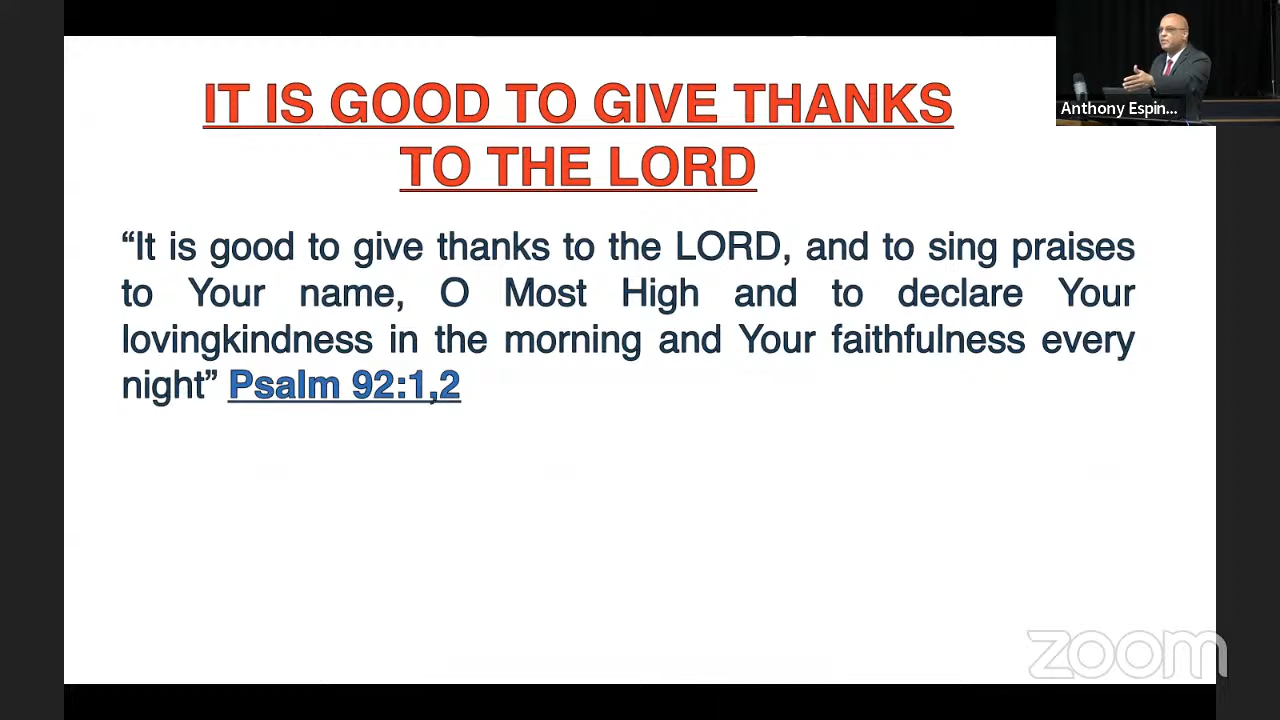 IT IS GOOD TO GIVE THANKS
TO THE LORD
Anthony Espin...
“It is good to give thanks to the LORD, and to sing praises
to Your name, O Most High and to declare Your
lovingkindness in the morning and Your faithfulness every
night” Psalm 92:1,2
zoom